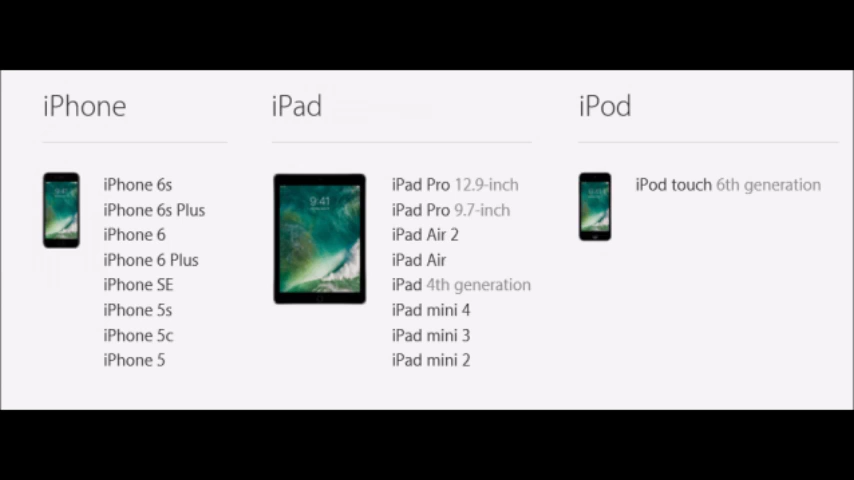 iPhone
iPhone 6s
iPhone 6s Plus
iPhone 6
iPhone 6 Plus
iPhone SE
iPhone 5s
iPhone 5c
iPhone 5
iPad
9:41
iPad Pro 12.9-inch
iPad Pro 9.7-inch
iPad Air 2
iPad Air
iPad 4th generation
iPad mini 4
iPad mini 3
iPad mini 2
iPod
iPod touch 6th generation